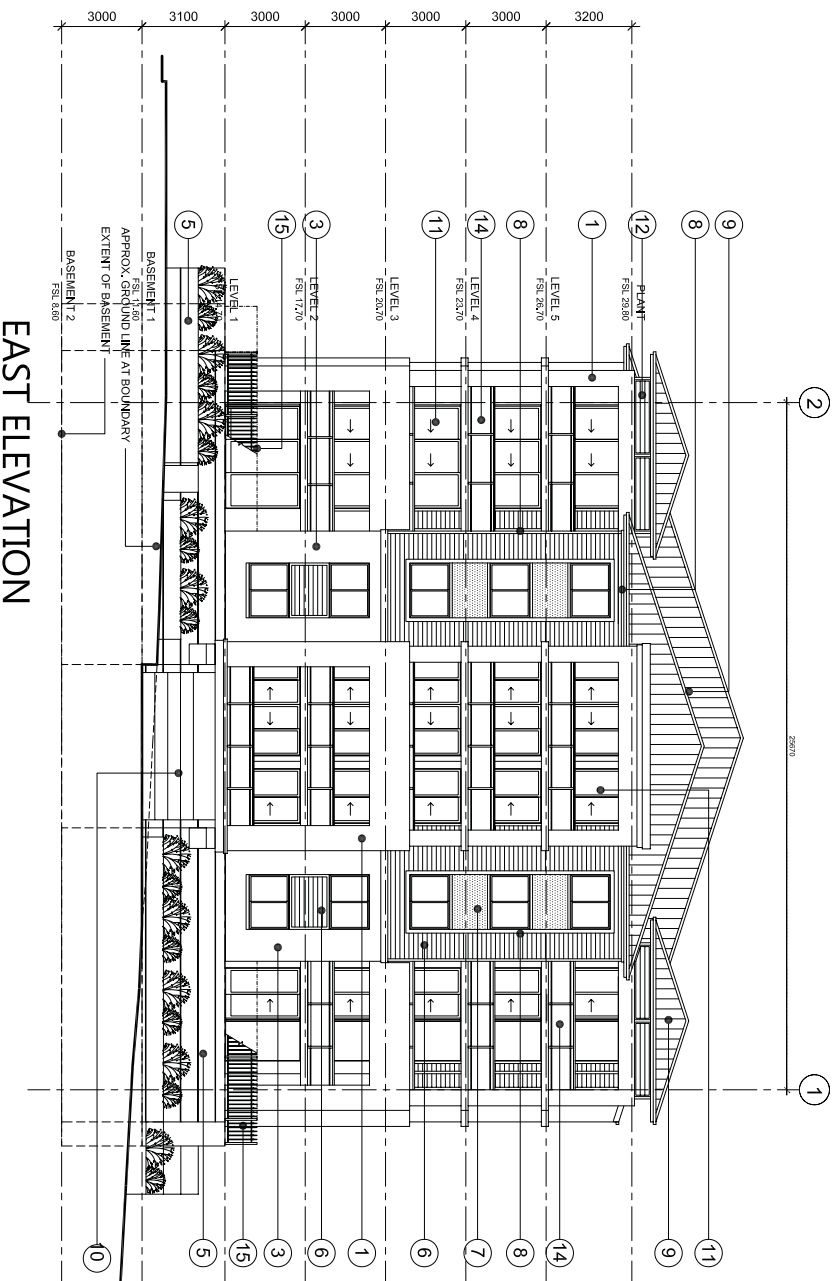 3000
3100
3000
3000
3000
3000
3200
2
25670
1
9
8
12
1
8
14
11
3
15
5
PLANT
FSL 29,80
LEVEL 5
FSL 26,70
LEVEL 4
FSL 23,70
LEVEL 3
FSL 20,70
LEVEL 2
FSL 17,70
LEVEL 1
BASEMENT 1
FSL 11,60
APPROX. GROUND LINE AT BOUNDARY
EXTENT OF BASEMENT
BASEMENT 2
FSL 8,60
11
9
14
8
7
6
1
6
3
15
5
10
EAST ELEVATION